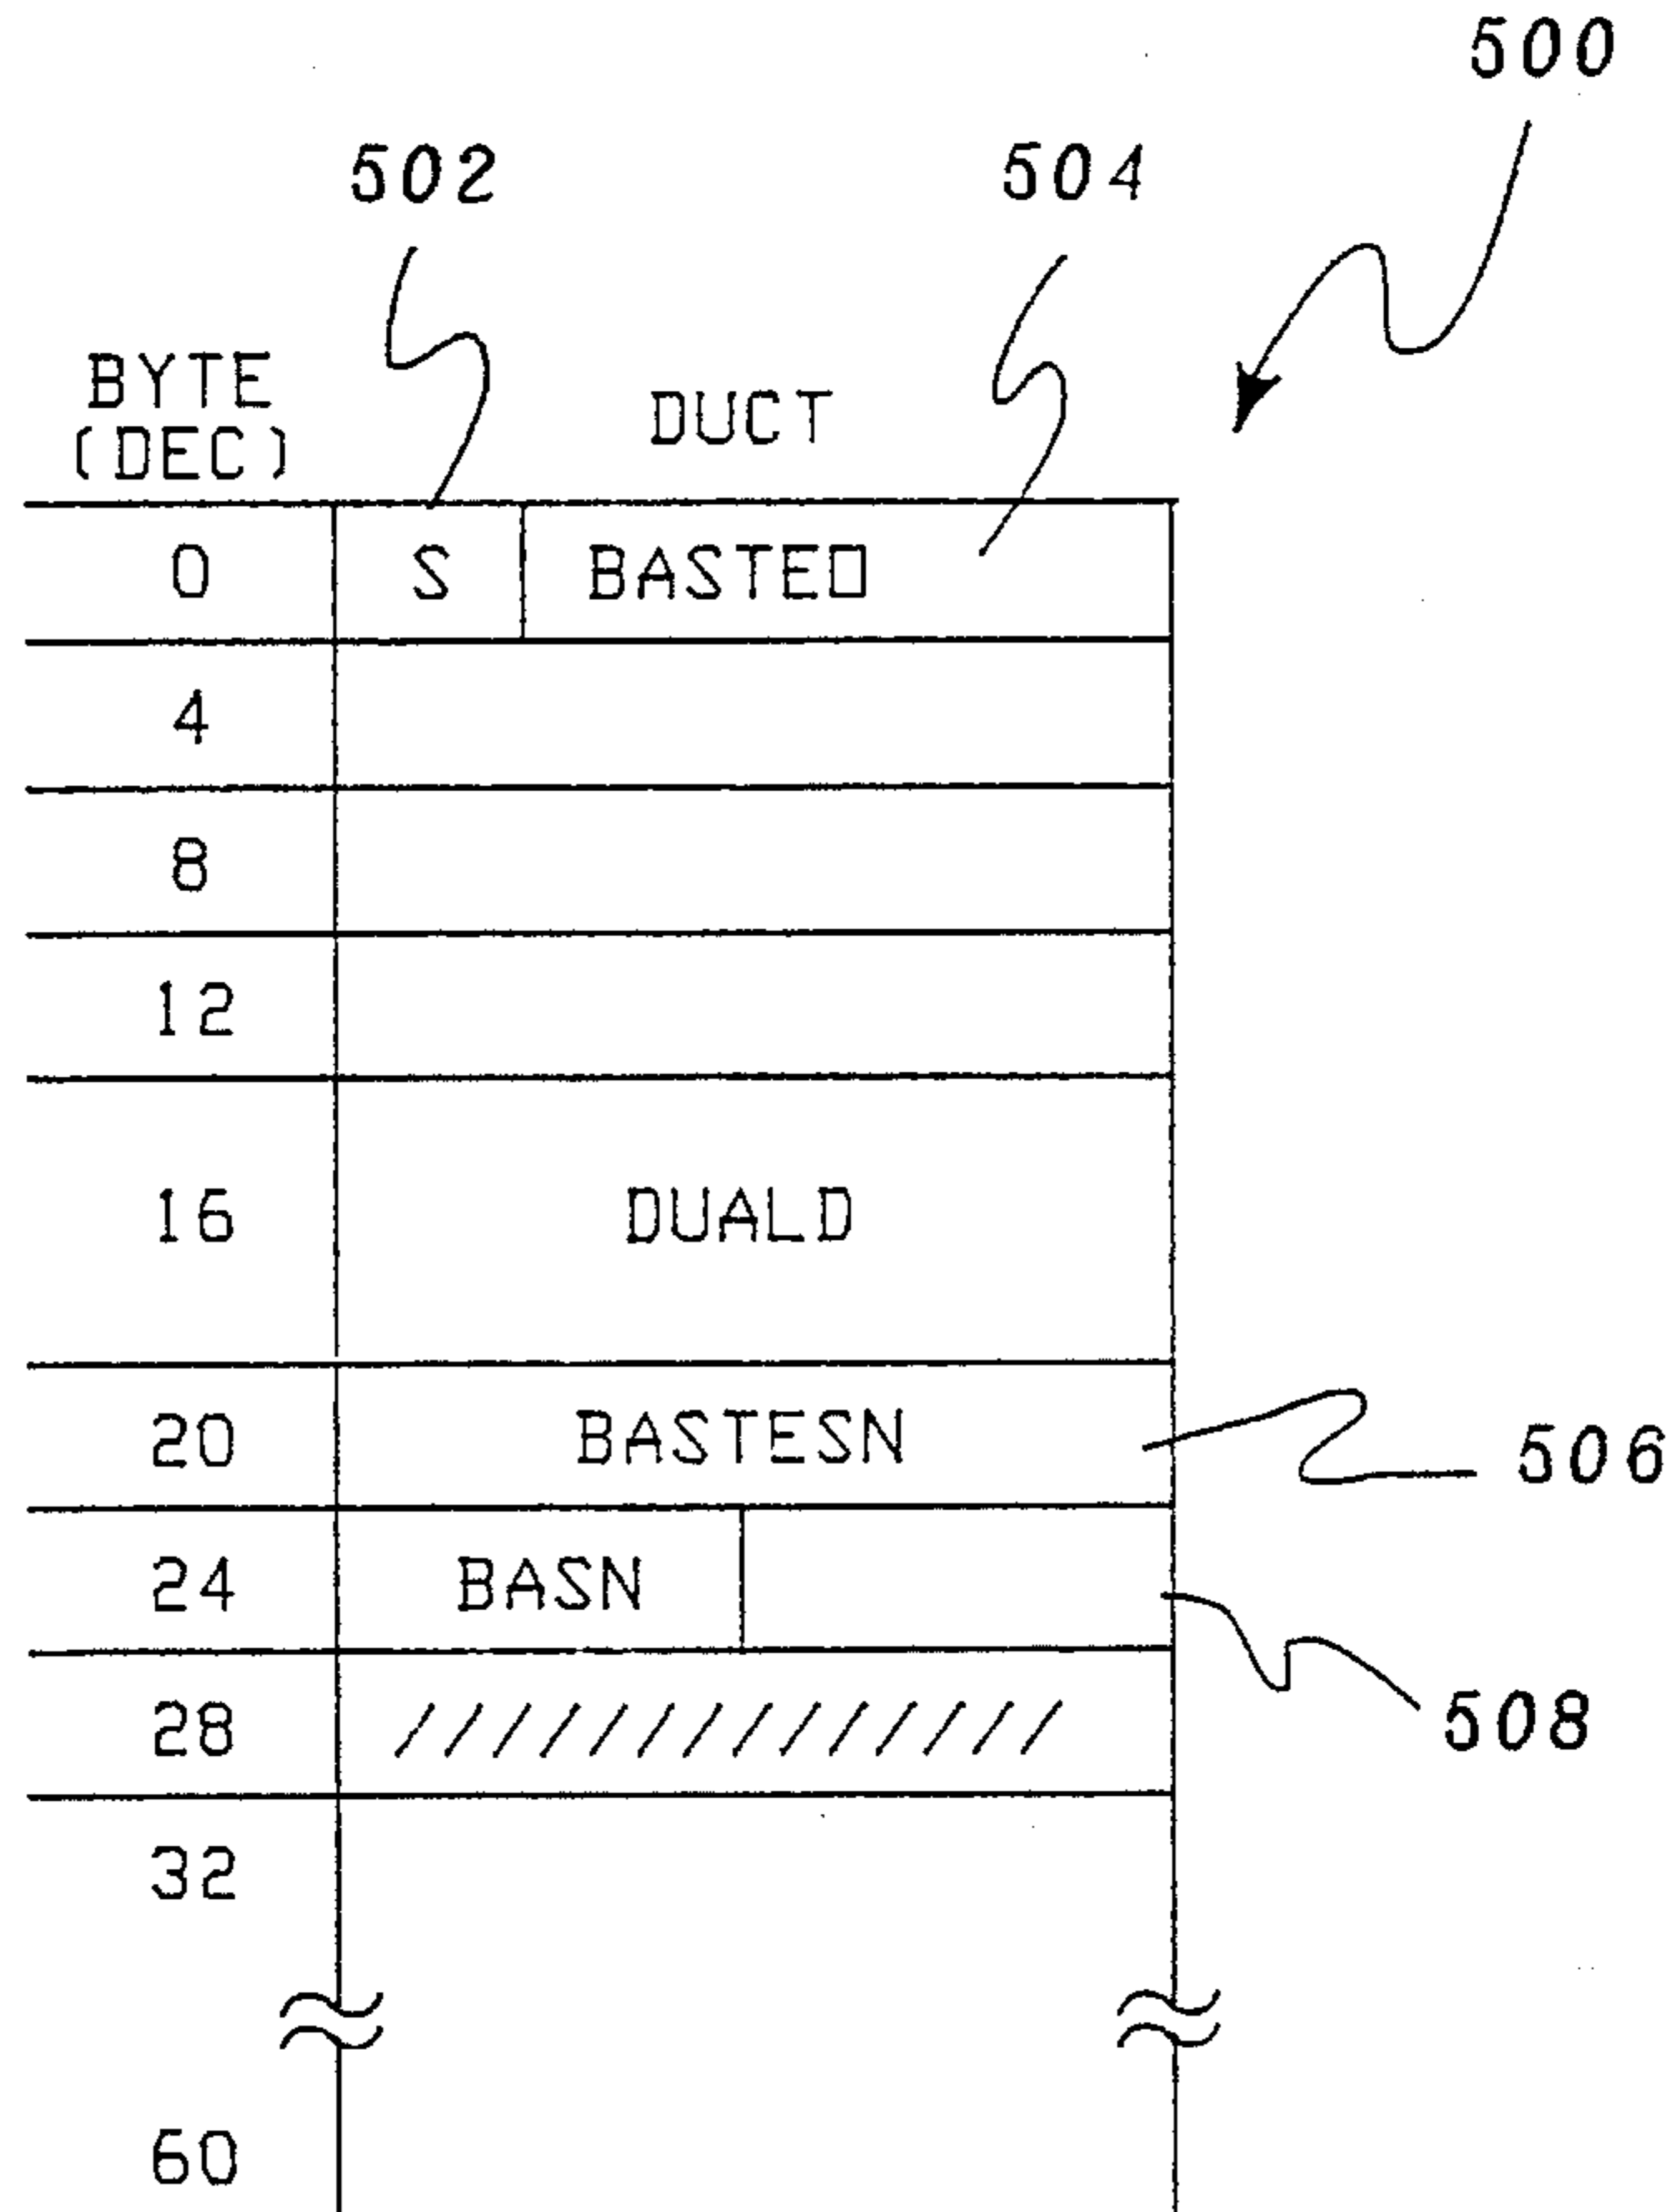 500
502 504
BYTE
(DEC) DUCT
0 S BASTEO
4
8
12
16 DUALD
20 BASTESN 506
24 BASN
28 ////////////// 508
32
60